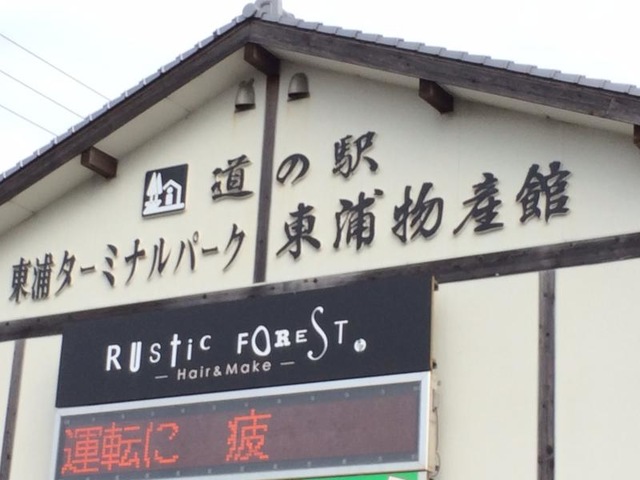 道の駅
東浦ターミナルパーク 東浦物産館
RUStiC FOREST.
Hair&Make
運転に 疲